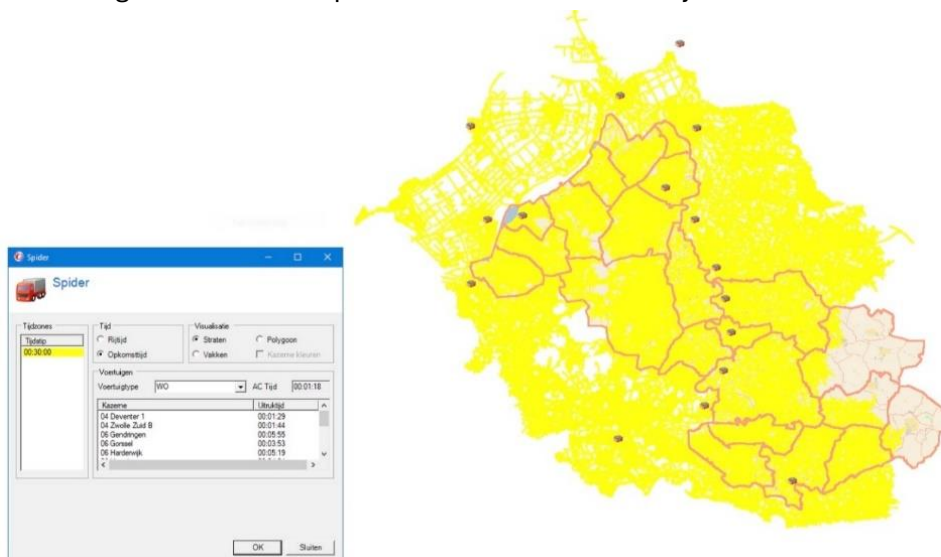 Spider
Spider
Tijdzones
Tijdstip
00:30:00
Tijd
Rijtijd
Opkomsttijd
Visualisatie
Straten
Polygoon
Vakken
Kazerne kleuren
Voertuigen
Voertuigtype WO AC Tijd 00:01:18
Kazerne Uitruktijd
04 Deventer 1 00:01:29
04 Zwolle Zuid B 00:01:44
06 Gendringen 00:05:55
06 Gorssel 00:03:53
06 Harderwijk 00:05:19
OK Sluiten